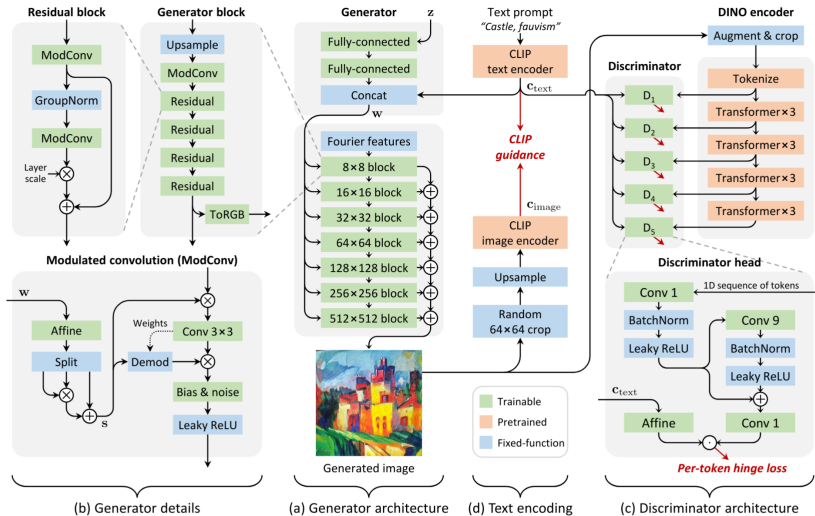 Residual block
ModConv
GroupNorm
ModConv
Layer
scale
Generator block
Upsample
ModConv
Residual
Residual
Residual
Residual
ToRGB
Modulated convolution (ModConv)
w
Affine
Split
s
Weights
Demod
Conv 3×3
Bias & noise
Leaky ReLU
(b) Generator details
Generator
z
Fully-connected
Fully-connected
Concat
w
Fourier features
8×8 block
16×16 block
32×32 block
64×64 block
128×128 block
256×256 block
512×512 block
Generated image
(a) Generator architecture
Text prompt
“Castle, fauvism”
CLIP
text encoder
c_text
CLIP
guidance
c_image
CLIP
image encoder
Upsample
Random
64×64 crop
Trainable
Pretrained
Fixed-function
(d) Text encoding
DINO encoder
Augment & crop
Discriminator
Tokenize
D1
Transformer×3
D2
Transformer×3
D3
Transformer×3
D4
Transformer×3
D5
Discriminator head
Conv 1
1D sequence of tokens
BatchNorm
Leaky ReLU
Conv 9
BatchNorm
Leaky ReLU
c_text
Affine
Conv 1
Per-token hinge loss
(c) Discriminator architecture